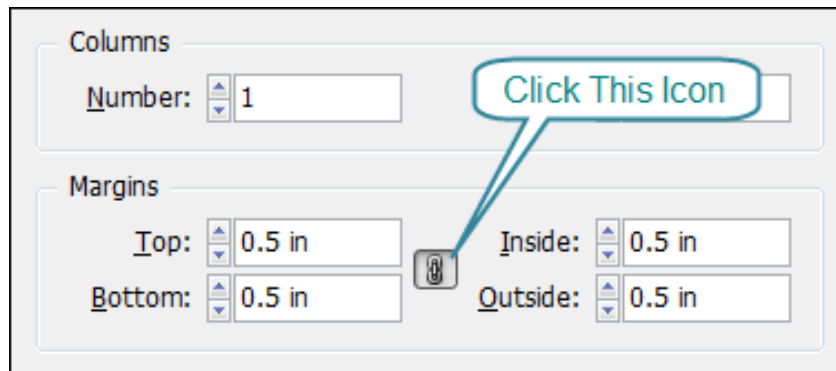 Columns
Number: 1
Click This Icon
Margins
Top: 0.5 in Inside: 0.5 in
Bottom: 0.5 in Outside: 0.5 in